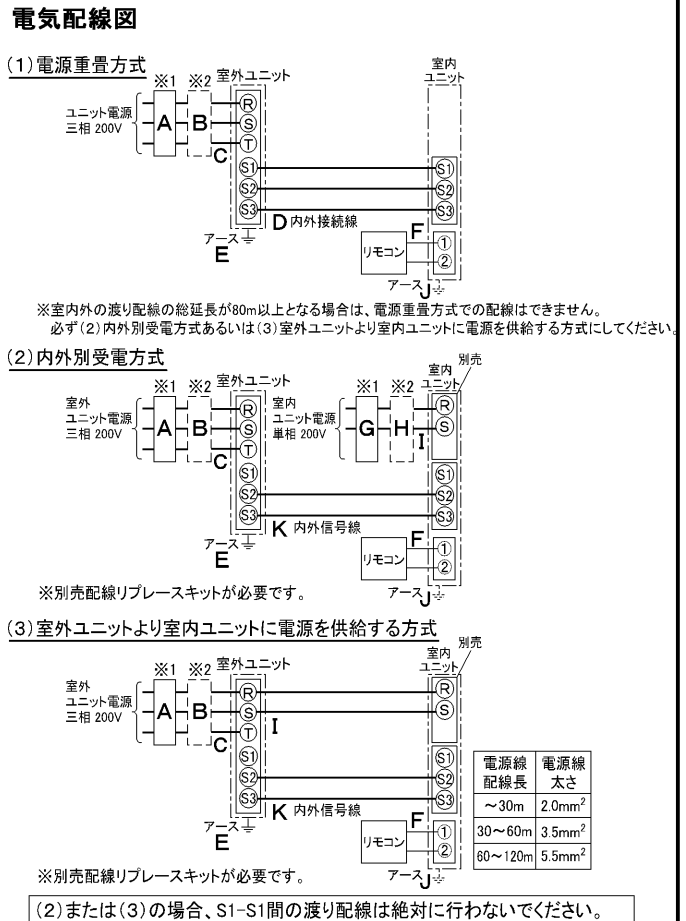 電気配線図
(1)電源重畳方式
※1 ※2 室外ユニット
室内
ユニット
ユニット電源
三相 200V
A B
C
R
S
T
S1
S2
S3
S1
S2
S3
D 内外接続線
アース
E
リモコン
F
①
②
アース J
※室内外の渡り配線の総延長が80m以上となる場合は、電源重畳方式での配線はできません。
必ず(2)内外別受電方式あるいは(3)室外ユニットより室内ユニットに電源を供給する方式にしてください。
(2)内外別受電方式
※1 ※2 室外ユニット
※1 ※2
室内
ユニット
別売
室外
ユニット電源
三相 200V
A B
C
R
S
T
S1
S2
S3
室内
ユニット電源
単相 200V
G H
I
R
S
S1
S2
S3
K 内外信号線
アース
E
リモコン
F
①
②
アース J
※別売配線リプレースキットが必要です。
(3)室外ユニットより室内ユニットに電源を供給する方式
※1 ※2 室外ユニット
室内
ユニット
別売
室外
ユニット電源
三相 200V
A B
C
R
S
T
S1
S2
S3
I
R
S
S1
S2
S3
K 内外信号線
アース
E
リモコン
F
①
②
アース J
電源線
配線長
電源線
太さ
～30m 2.0mm²
30～60m 3.5mm²
60～120m 5.5mm²
※別売配線リプレースキットが必要です。
(2)または(3)の場合、S1-S1間の渡り配線は絶対に行わないでください。